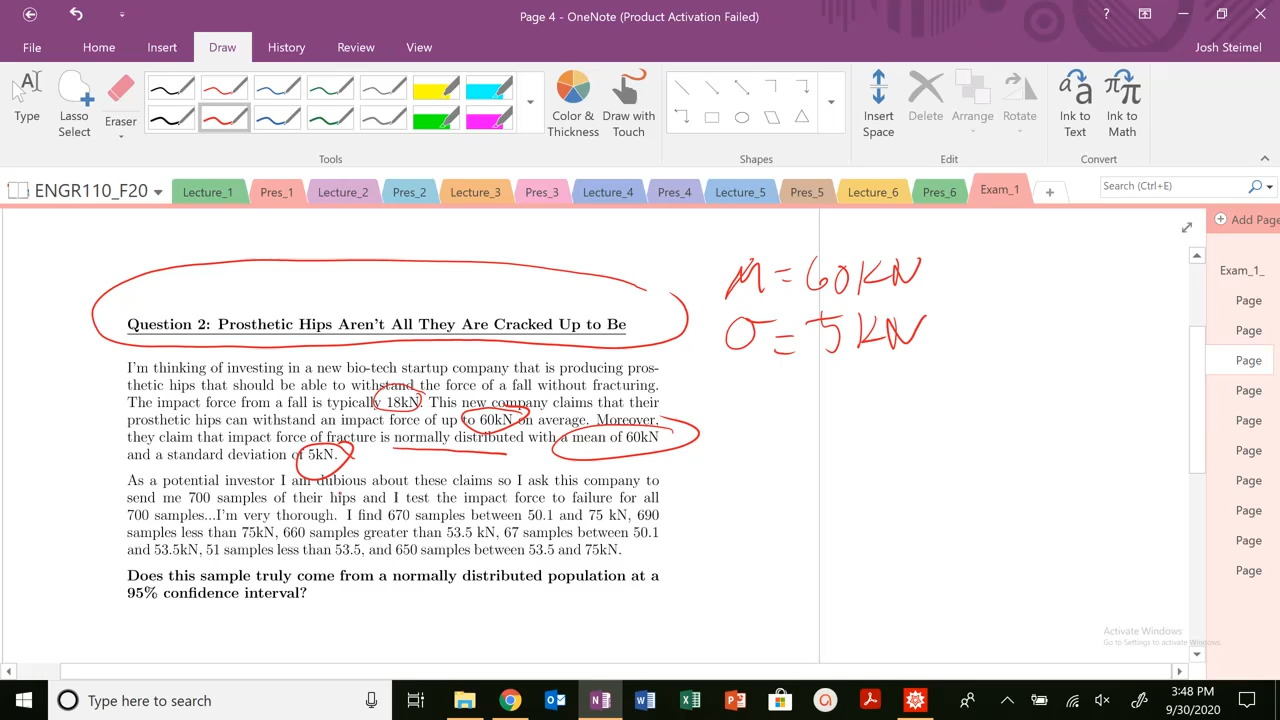 Page 4 - OneNote (Product Activation Failed)
?
File
Home
Insert
Draw
History
Review
View
Josh Steimel
Type
Lasso Select
Eraser
Color & Thickness
Draw with Touch
Insert Space
Delete
Arrange
Rotate
Ink to Text
Ink to Math
Tools
Shapes
Edit
Convert
ENGR110_F20
Lecture_1
Pres_1
Lecture_2
Pres_2
Lecture_3
Pres_3
Lecture_4
Pres_4
Lecture_5
Pres_5
Lecture_6
Pres_6
Exam_1
Search (Ctrl+E)
Add Page
Exam_1_
Page
Page
Page
Page
Page
Page
Page
Page
Page
Page
μ = 60kN
σ = 5kN
Question 2: Prosthetic Hips Aren't All They Are Cracked Up to Be
I'm thinking of investing in a new bio-tech startup company that is producing pros-
thetic hips that should be able to withstand the force of a fall without fracturing.
The impact force from a fall is typically 18kN. This new company claims that their
prosthetic hips can withstand an impact force of up to 60kN on average. Moreover,
they claim that impact force of fracture is normally distributed with a mean of 60kN
and a standard deviation of 5kN.
As a potential investor I am dubious about these claims so I ask this company to
send me 700 samples of their hips and I test the impact force to failure for all
700 samples...I'm very thorough. I find 670 samples between 50.1 and 75 kN, 690
samples less than 75kN, 660 samples greater than 53.5 kN, 67 samples between 50.1
and 53.5kN, 51 samples less than 53.5, and 650 samples between 53.5 and 75kN.
Does this sample truly come from a normally distributed population at a
95% confidence interval?
Activate Windows
Go to Settings to activate Windows.
Type here to search
3:48 PM
9/30/2020